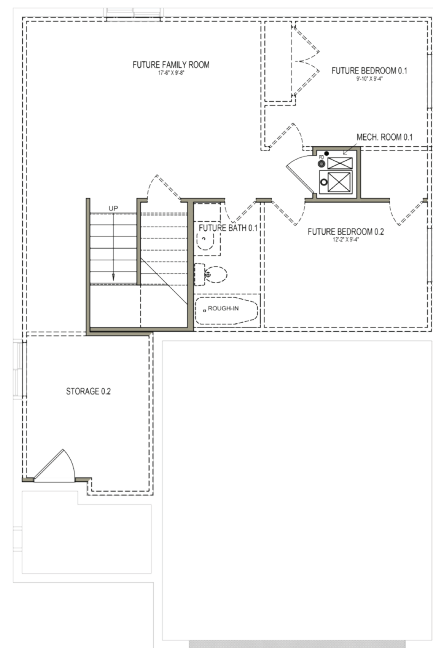 FUTURE FAMILY ROOM
17'-6" X 9'-8"
FUTURE BEDROOM 0.1
9'-10" X 9'-4"
MECH. ROOM 0.1
UP
FUTURE BATH 0.1
FUTURE BEDROOM 0.2
12'-2" X 9'-4"
ROUGH-IN
STORAGE 0.2